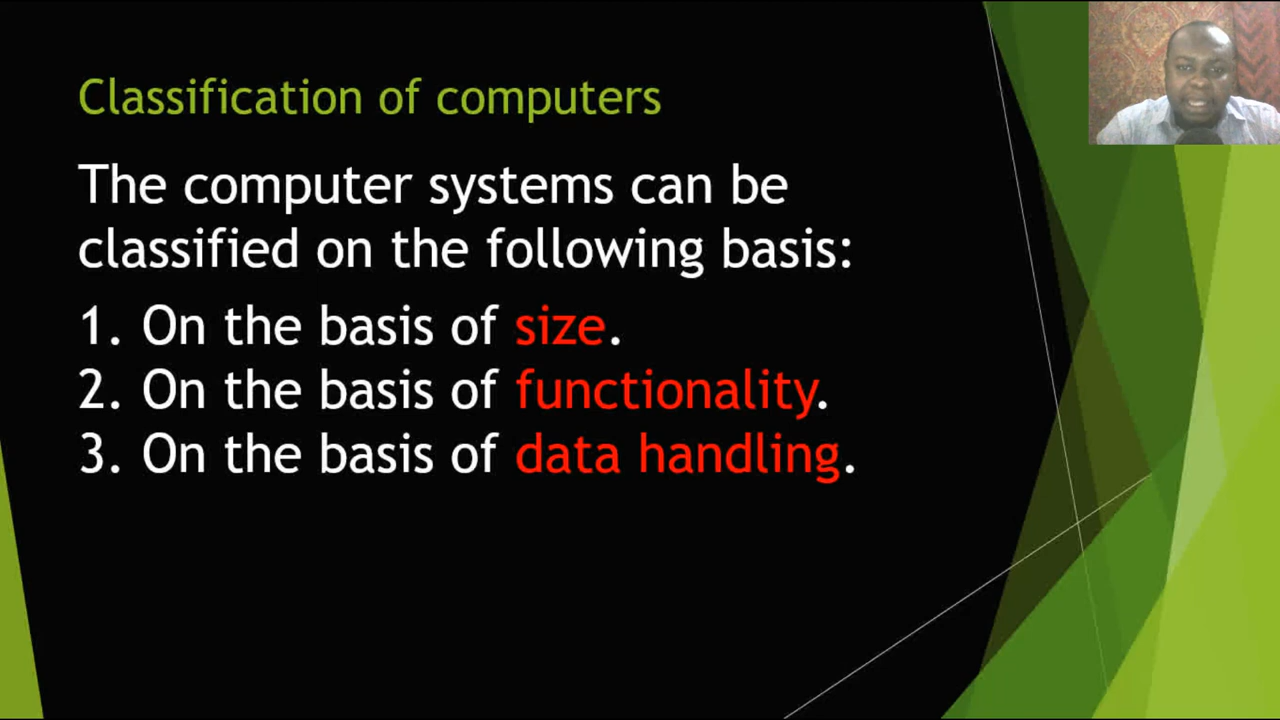 Classification of computers
The computer systems can be
classified on the following basis:
1. On the basis of size.
2. On the basis of functionality.
3. On the basis of data handling.